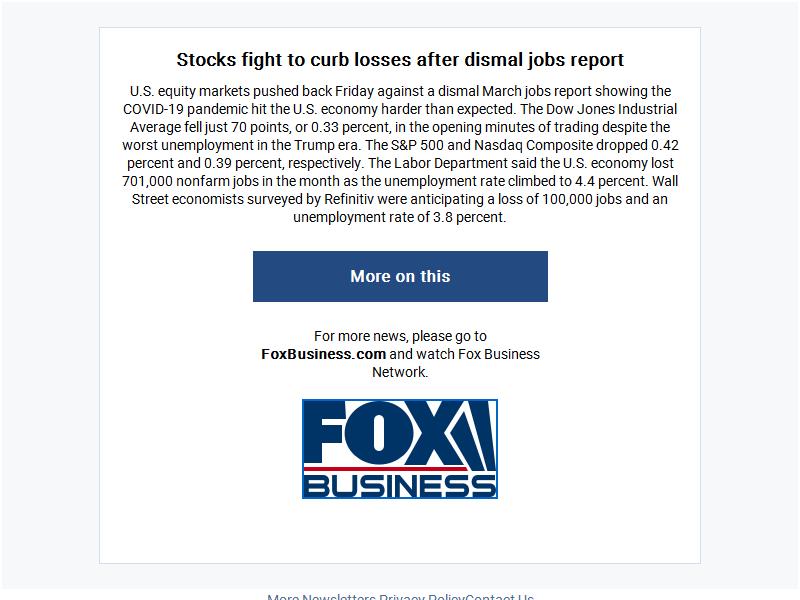 Stocks fight to curb losses after dismal jobs report
U.S. equity markets pushed back Friday against a dismal March jobs report showing the
COVID-19 pandemic hit the U.S. economy harder than expected. The Dow Jones Industrial
Average fell just 70 points, or 0.33 percent, in the opening minutes of trading despite the
worst unemployment in the Trump era. The S&P 500 and Nasdaq Composite dropped 0.42
percent and 0.39 percent, respectively. The Labor Department said the U.S. economy lost
701,000 nonfarm jobs in the month as the unemployment rate climbed to 4.4 percent. Wall
Street economists surveyed by Refinitiv were anticipating a loss of 100,000 jobs and an
unemployment rate of 3.8 percent.
More on this
For more news, please go to
FoxBusiness.com and watch Fox Business
Network.
FOX
BUSINESS
More Newsletters Privacy PolicyContact Us